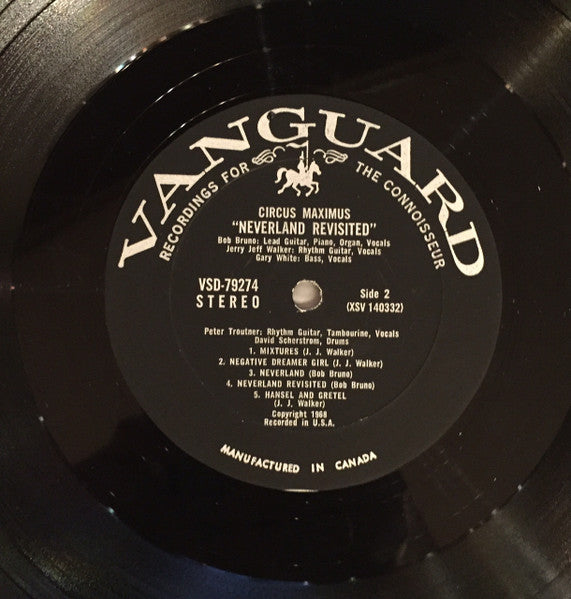 VANGUARD
RECORDINGS FOR THE CONNOISSEUR
CIRCUS MAXIMUS
"NEVERLAND REVISITED"
Bob Bruno: Lead Guitar, Piano, Organ, Vocals
Jerry Jeff Walker: Rhythm Guitar, Vocals
Gary White: Bass, Vocals
VSD-79274
STEREO
Side 2
(XSV 140332)
Peter Troutner: Rhythm Guitar, Tambourine, Vocals
David Scherstrom, Drums
1. MIXTURES (J. J. Walker)
2. NEGATIVE DREAMER GIRL (J. J. Walker)
3. NEVERLAND (Bob Bruno)
4. NEVERLAND REVISITED (Bob Bruno)
5. HANSEL AND GRETEL
(J. J. Walker)
Copyright 1968
Recorded in U.S.A.
MANUFACTURED IN CANADA